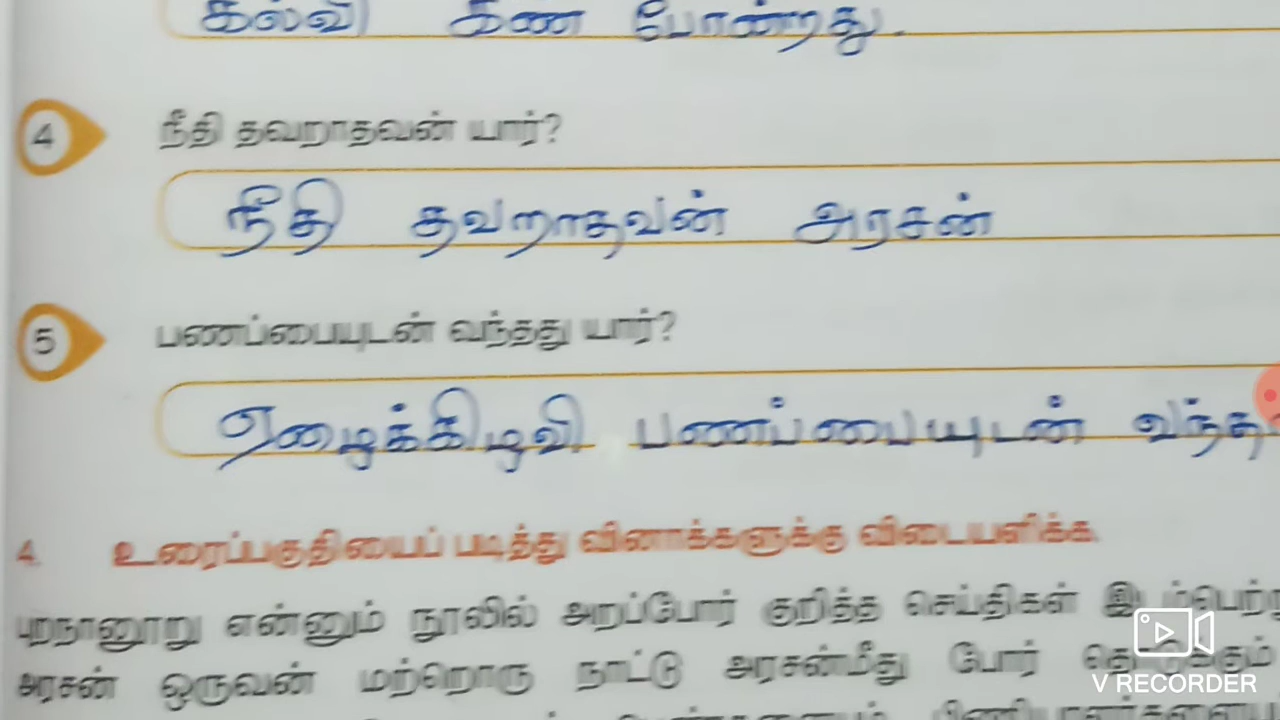 கல்வி கண் போன்றது.
4 நீதி தவறாதவன் யார்?
நீதி தவறாதவன் அரசன்
5 பணப்பையுடன் வந்தது யார்?
ஏழைக்கிழவி பணப்பையுடன்
4. உரைப்பகுதியைப் படித்து வினாக்களுக்கு விடையளிக்க
புறநானூறு என்னும் நூலில் அறப்போர் குறித்த செய்திகள்
அரசன் ஒருவன் மற்றொரு நாட்டு அரசன்மீது போர் தொடுக்கும்
V RECORDER